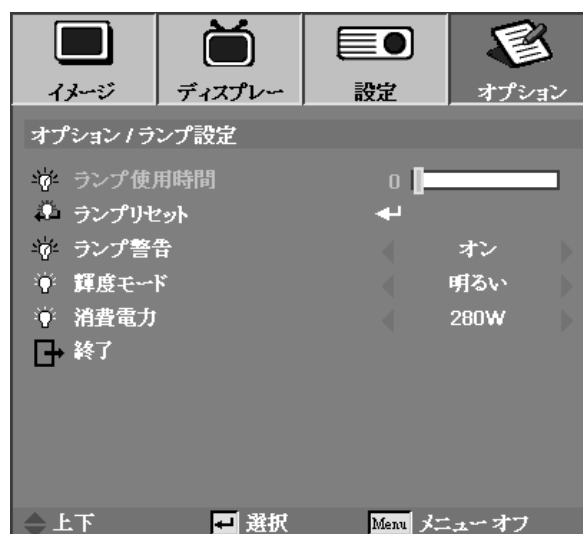 イメージ ディスプレー 設定 オプション
オプション / ランプ設定
ランプ使用時間 0
ランプリセット
ランプ警告 オン
輝度モード 明るい
消費電力 280W
終了
上下 選択 Menu メニューオフ